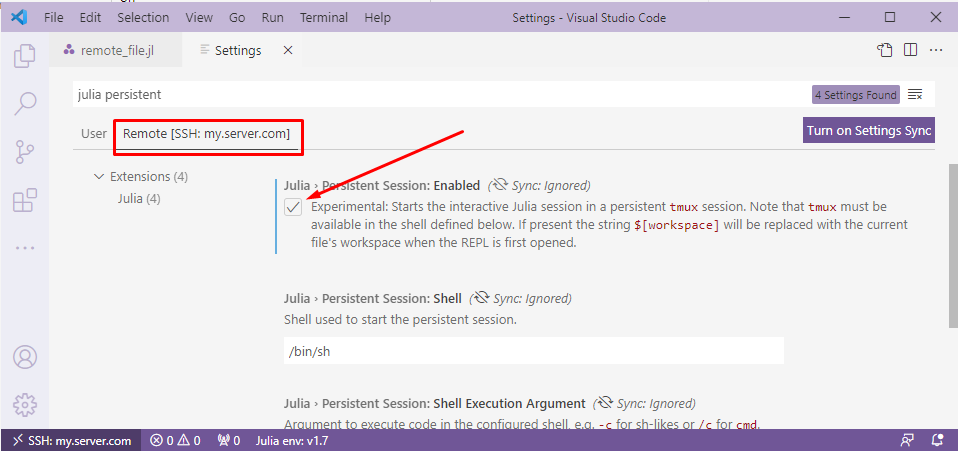 File Edit Selection View Go Run Terminal Help Settings - Visual Studio Code
remote_file.jl Settings
julia persistent 4 Settings Found
User Remote [SSH: my.server.com] Turn on Settings Sync
Extensions (4)
Julia (4)
Julia › Persistent Session: Enabled (Sync: Ignored)
Experimental: Starts the interactive Julia session in a persistent tmux session. Note that tmux must be
available in the shell defined below. If present the string $[workspace] will be replaced with the current
file's workspace when the REPL is first opened.
Julia › Persistent Session: Shell (Sync: Ignored)
Shell used to start the persistent session.
/bin/sh
Julia › Persistent Session: Shell Execution Argument (Sync: Ignored)
Argument to execute code in the configured shell, e.g. -c for sh-likes or /c for cmd.
SSH: my.server.com 0 0 0 Julia env: v1.7